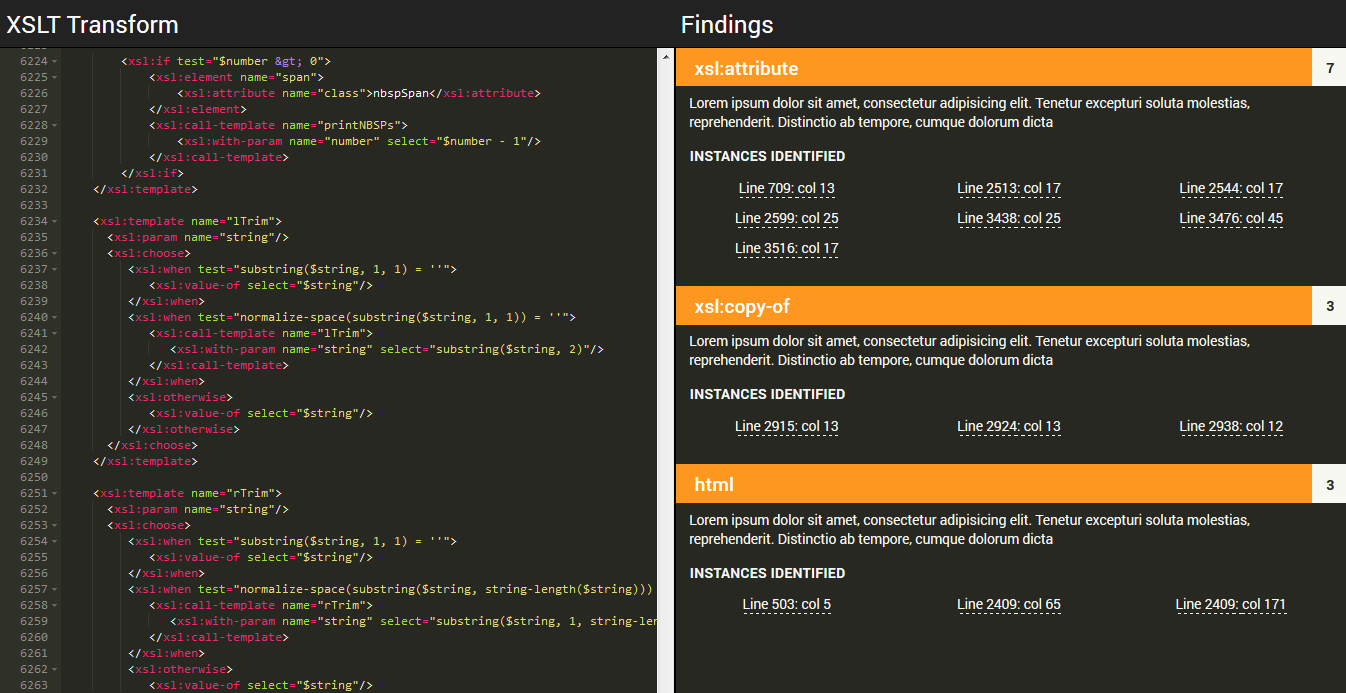 XSLT Transform
6224 <xsl:if test="$number &gt; 0">
6225 <xsl:element name="span">
6226 <xsl:attribute name="class">nbspSpan</xsl:attribute>
6227 </xsl:element>
6228 <xsl:call-template name="printNBSPs">
6229 <xsl:with-param name="number" select="$number - 1"/>
6230 </xsl:call-template>
6231 </xsl:if>
6232 </xsl:template>
6233
6234 <xsl:template name="lTrim">
6235 <xsl:param name="string"/>
6236 <xsl:choose>
6237 <xsl:when test="substring($string, 1, 1) = ''">
6238 <xsl:value-of select="$string"/>
6239 </xsl:when>
6240 <xsl:when test="normalize-space(substring($string, 1, 1)) = ''">
6241 <xsl:call-template name="lTrim">
6242 <xsl:with-param name="string" select="substring($string, 2)"/>
6243 </xsl:call-template>
6244 </xsl:when>
6245 <xsl:otherwise>
6246 <xsl:value-of select="$string"/>
6247 </xsl:otherwise>
6248 </xsl:choose>
6249 </xsl:template>
6250
6251 <xsl:template name="rTrim">
6252 <xsl:param name="string"/>
6253 <xsl:choose>
6254 <xsl:when test="substring($string, 1, 1) = ''">
6255 <xsl:value-of select="$string"/>
6256 </xsl:when>
6257 <xsl:when test="normalize-space(substring($string, string-length($string)))
6258 <xsl:call-template name="rTrim">
6259 <xsl:with-param name="string" select="substring($string, 1, string-len
6260 </xsl:call-template>
6261 </xsl:when>
6262 <xsl:otherwise>
6263 <xsl:value-of select="$string"/>
Findings
xsl:attribute 7
Lorem ipsum dolor sit amet, consectetur adipisicing elit. Tenetur excepturi soluta molestias,
reprehenderit. Distinctio ab tempore, cumque dolorum dicta
INSTANCES IDENTIFIED
Line 709: col 13 Line 2513: col 17 Line 2544: col 17
Line 2599: col 25 Line 3438: col 25 Line 3476: col 45
Line 3516: col 17
xsl:copy-of 3
Lorem ipsum dolor sit amet, consectetur adipisicing elit. Tenetur excepturi soluta molestias,
reprehenderit. Distinctio ab tempore, cumque dolorum dicta
INSTANCES IDENTIFIED
Line 2915: col 13 Line 2924: col 13 Line 2938: col 12
html 3
Lorem ipsum dolor sit amet, consectetur adipisicing elit. Tenetur excepturi soluta molestias,
reprehenderit. Distinctio ab tempore, cumque dolorum dicta
INSTANCES IDENTIFIED
Line 503: col 5 Line 2409: col 65 Line 2409: col 171